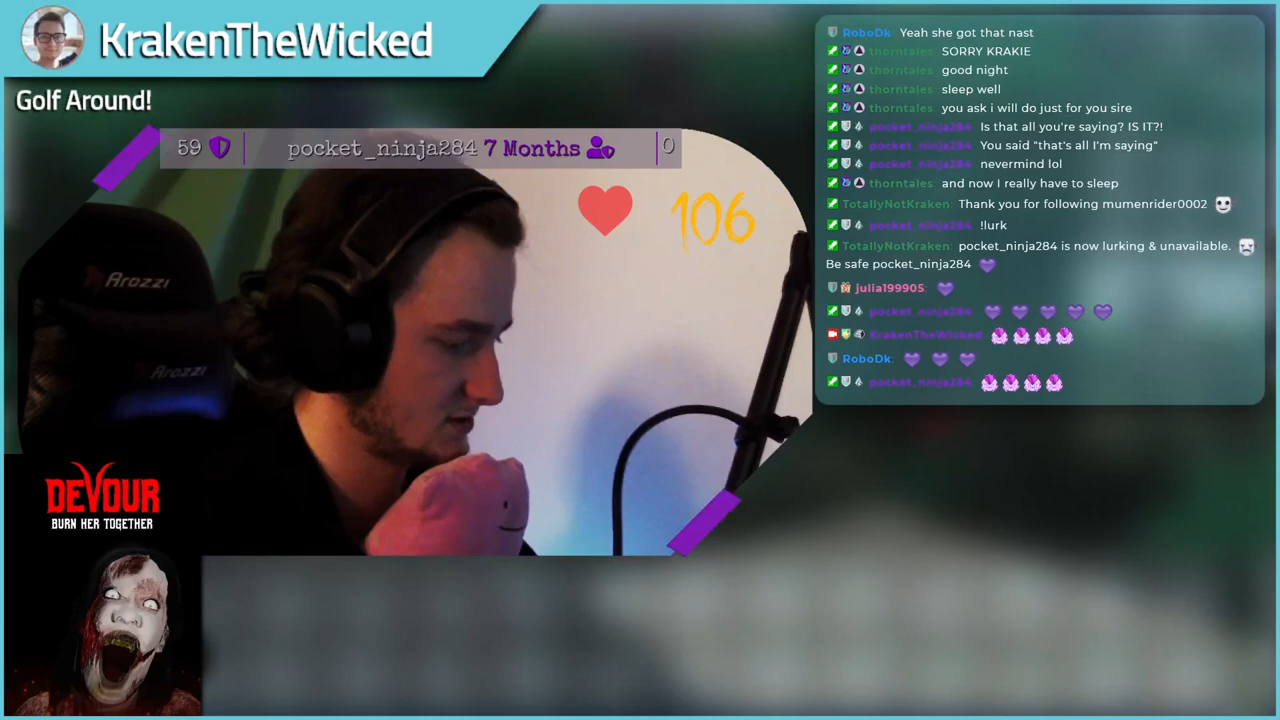 KrakenTheWicked
Golf Around!
59 pocket_ninja284 7 Months 0
106
Arozzi
Arozzi
DEVOUR
BURN HER TOGETHER
RoboDk Yeah she got that nast
thorntales: SORRY KRAKIE
thorntales: good night
thorntales: sleep well
thorntales: you ask i will do just for you sire
pocket_ninja284 Is that all you're saying? IS IT?!
pocket_ninja284 You said "that's all I'm saying"
pocket_ninja284 nevermind lol
thorntales: and now I really have to sleep
TotallyNotKraken: Thank you for following mumenrider0002
pocket_ninja284 !lurk
TotallyNotKraken: pocket_ninja284 is now lurking & unavailable.
Be safe pocket_ninja284
julia199905:
pocket_ninja284
KrakenTheWicked
RoboDk:
pocket_ninja284